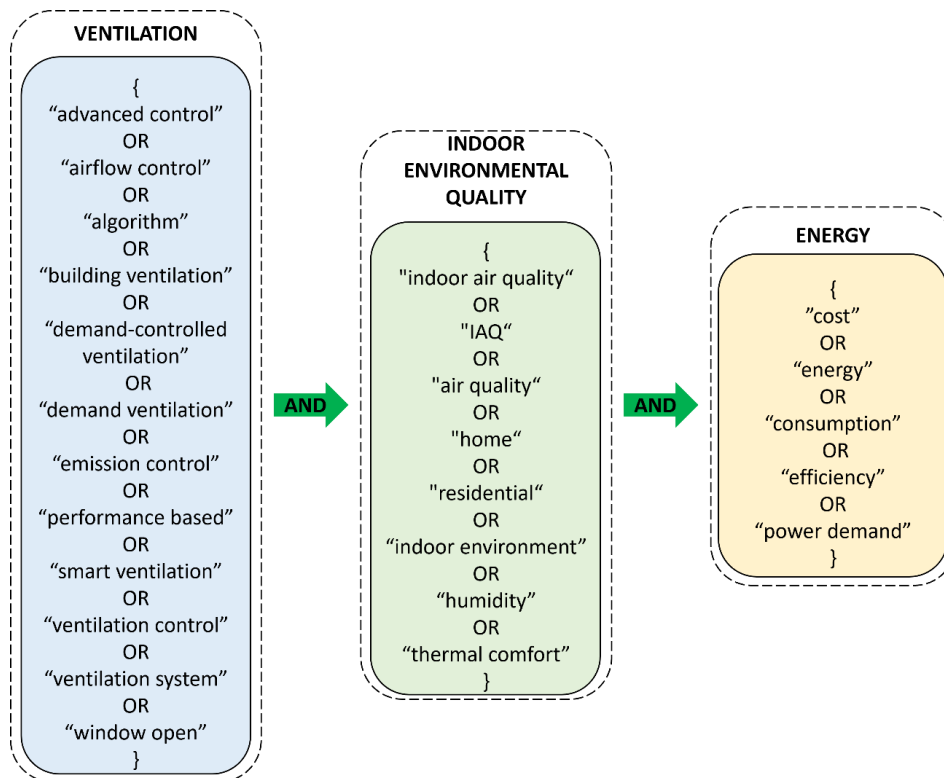 VENTILATION
{
“advanced control”
OR
“airflow control”
OR
“algorithm”
OR
“building ventilation”
OR
“demand-controlled
ventilation”
OR
“demand ventilation”
OR
“emission control”
OR
“performance based”
OR
“smart ventilation”
OR
“ventilation control”
OR
“ventilation system”
OR
“window open”
}
AND
INDOOR
ENVIRONMENTAL
QUALITY
{
"indoor air quality“
OR
"IAQ“
OR
"air quality“
OR
"home“
OR
"residential“
OR
“indoor environment”
OR
“humidity”
OR
“thermal comfort”
}
AND
ENERGY
{
”cost”
OR
“energy”
OR
“consumption”
OR
“efficiency”
OR
“power demand”
}